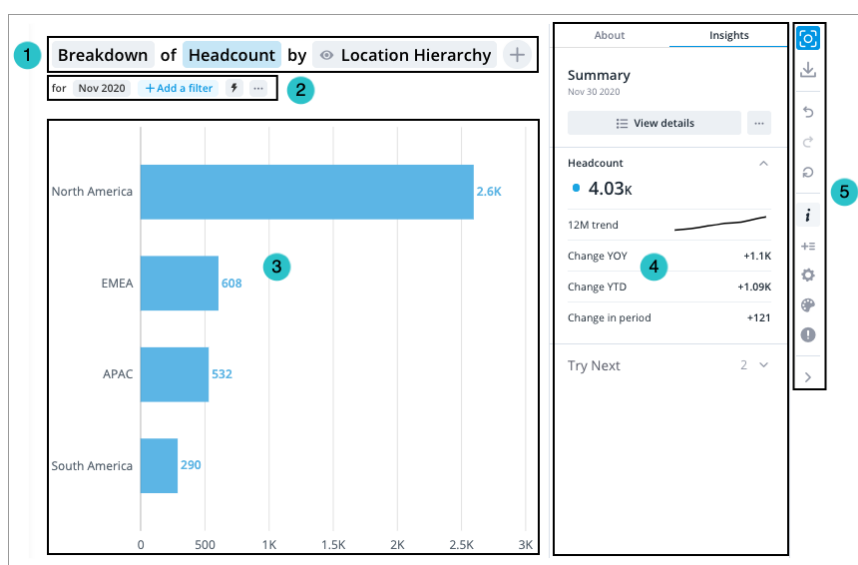 1
Breakdown of Headcount by Location Hierarchy +
for Nov 2020 +Add a filter ···
2
North America 2.6K
EMEA 608
3
APAC 532
South America 290
0 500 1K 1.5K 2K 2.5K 3K
About Insights
Summary
Nov 30 2020
View details ···
Headcount
4.03K
12M trend
Change YOY +1.1K
4
Change YTD +1.09K
Change in period +121
Try Next 2
5
i